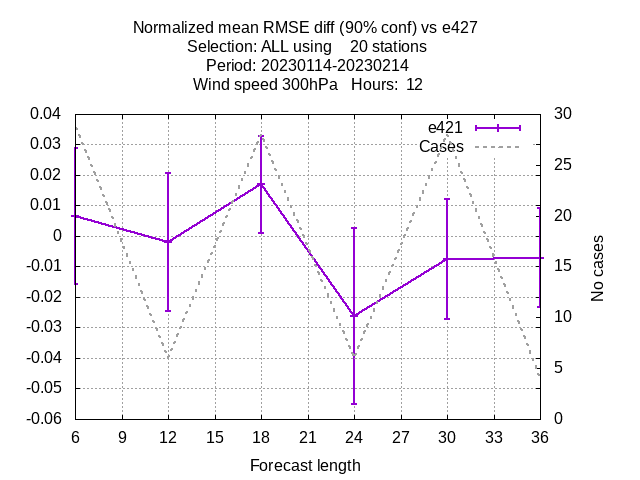 Normalized mean RMSE diff (90% conf) vs e427
Selection: ALL using    20 stations
Period: 20230114-20230214
Wind speed 300hPa   Hours:  12
e421
Cases
0.04
0.03
0.02
0.01
0
-0.01
-0.02
-0.03
-0.04
-0.05
-0.06
30
25
20
15
10
5
0
No cases
6 9 12 15 18 21 24 27 30 33 36
Forecast length